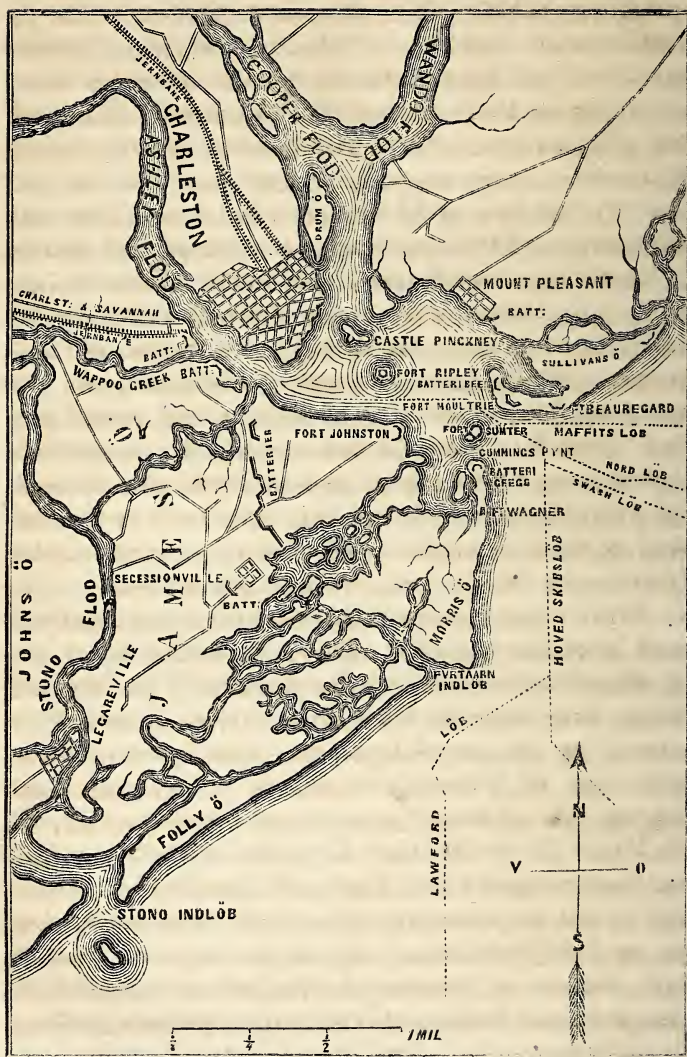 JERNBANE
CHARLESTON
COOPER FLOD
WANDO FLOD
ASHLEY FLOD
DRUM Ö
MOUNT PLEASANT
BATT:
CHARLST: & SAVANNAH
JERNBANE
BATT:
WAPPOO CREEK BATT:
CASTLE PINCKNEY
SULLIVANS Ö
FORT RIPLEY
BATTERI BEE
FORT MOULTRIE
FT BEAUREGARD
FORT JOHNSTON
FORT SUMTER
MAFFITS LÖB
CUMMINGS PYNT
BATTERIER
BATTERI
GREGG
NORD LÖB
SWASH LÖB
F. WAGNER
JAMES Ö
SECESSIONVILLE
BATT:
MORRIS Ö
HOVED SKIBSLÖB
JOHNS Ö
STONO FLOD
LEGAREVILLE
FYRTAARN
INDLÖB
LAWFORD LÖB
FOLLY Ö
N
V O
S
STONO INDLÖB
1/4 1/2 1 MIL